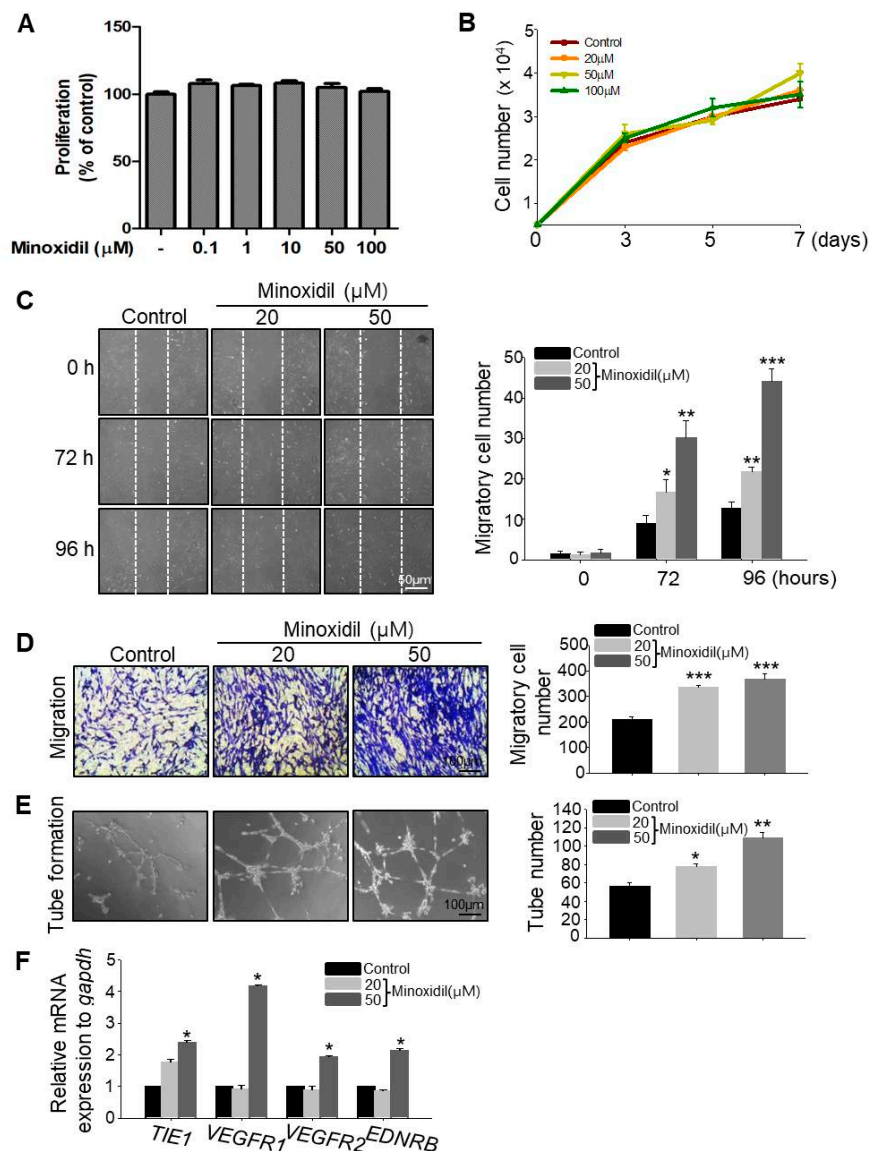 A
150
100
50
0
Proliferation
(% of control)
Minoxidil (μM) - 0.1 1 10 50 100
B
5
4
3
2
1
Cell number (x 10⁴)
Control
20μM
50μM
100μM
0 3 5 7 (days)
C
Minoxidil (μM)
Control 20 50
0 h
72 h
96 h
50μm
50
40
30
20
10
0
Migratory cell number
Control
20
50
Minoxidil(μM)
* ** ** ***
0 72 96 (hours)
D
Minoxidil (μM)
Control 20 50
Migration
100μm
500
400
300
200
100
0
Migratory cell
number
Control
20
50
Minoxidil(μM)
*** ***
E
Tube formation
100μm
140
120
100
80
60
40
20
0
Tube number
Control
20
50
Minoxidil(μM)
* **
F
5
4
3
2
1
0
Relative mRNA
expression to gapdh
Control
20
50
Minoxidil(μM)
* * * *
TIE1 VEGFR1 VEGFR2 EDNRB